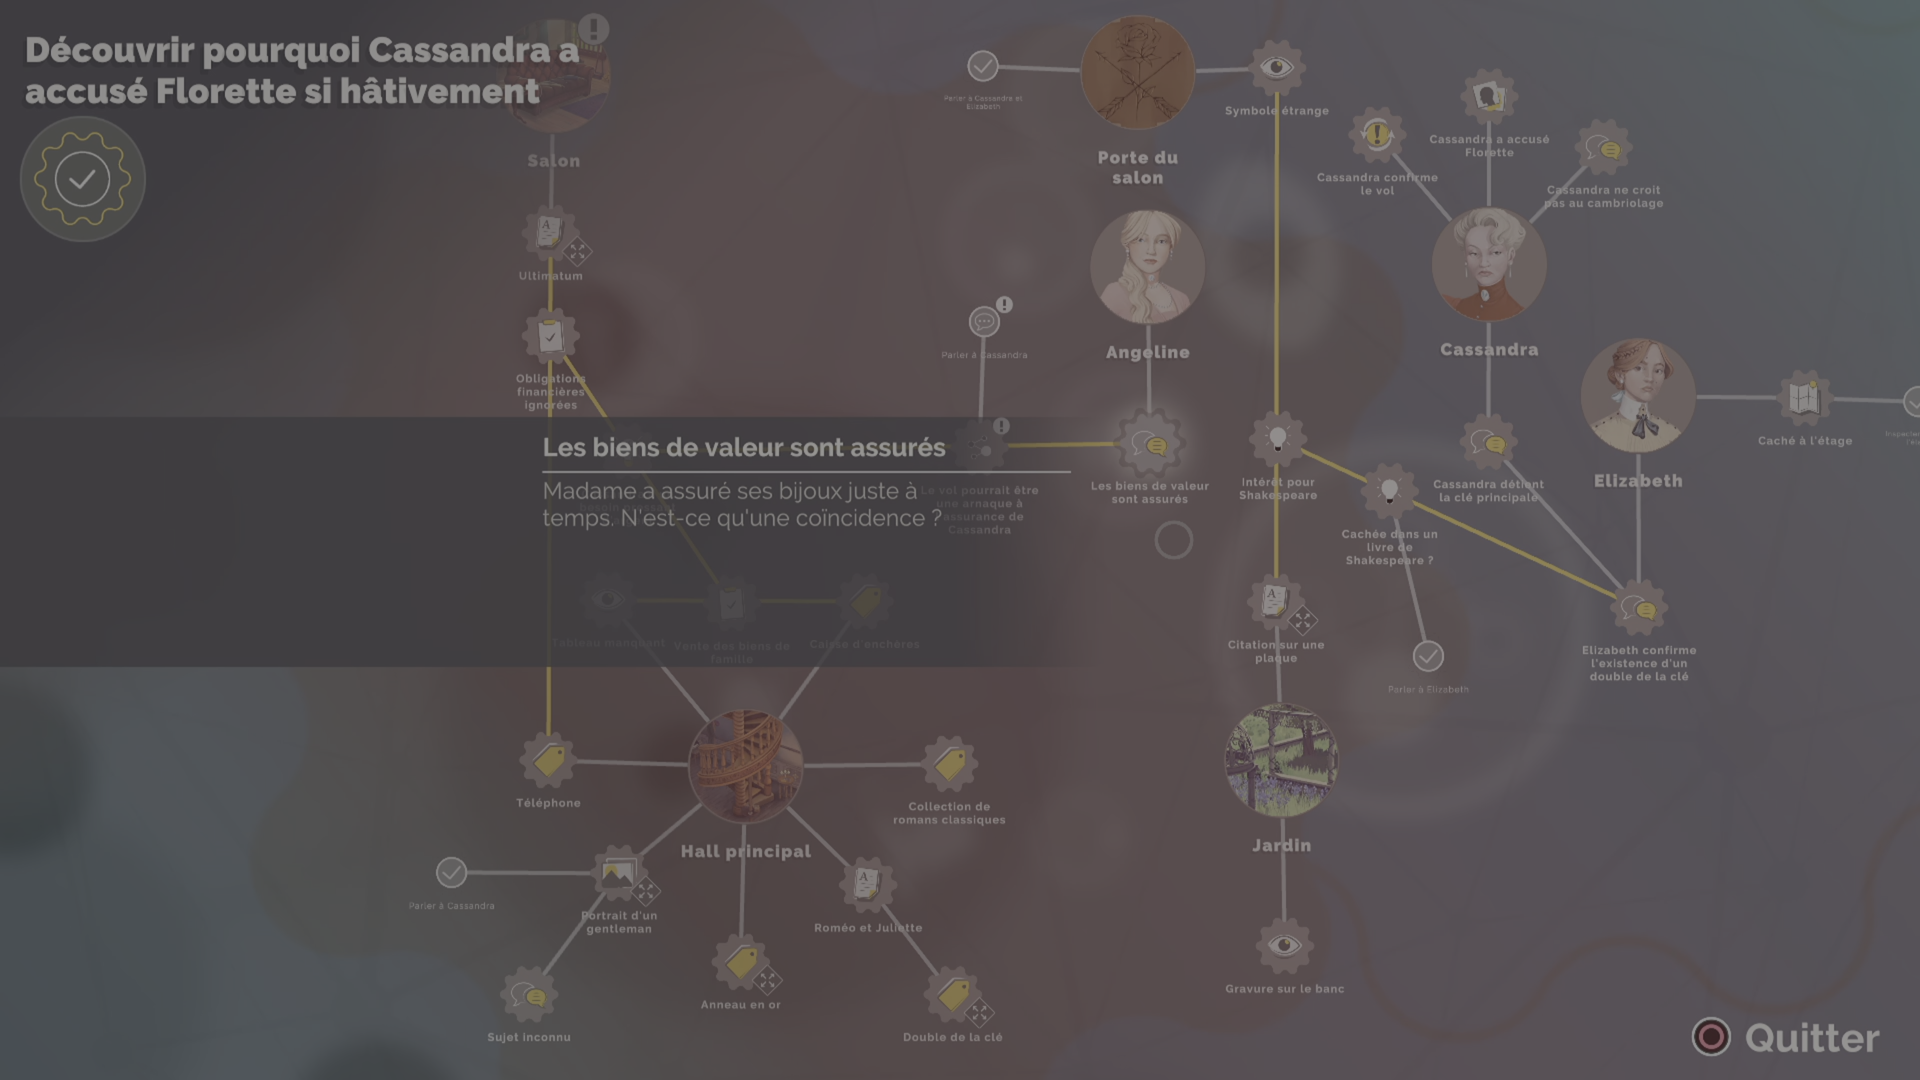 Découvrir pourquoi Cassandra a
accusé Florette si hâtivement
Salon
Ultimatum
Obligations
financières
ignorées
Parler à Cassandra et
Elizabeth
Porte du
salon
Symbole étrange
Cassandra confirme
le vol
Cassandra a accusé
Florette
Cassandra ne croit
pas au cambriolage
Parler à Cassandra
Angeline
Cassandra
Elizabeth
Caché à l'étage
Les biens de valeur sont assurés
Madame a assuré ses bijoux juste à
temps. N'est-ce qu'une coïncidence ?
Le vol pourrait être
une arnaque à
assurance de
Cassandra
Les biens de valeur
sont assurés
Intérêt pour
Shakespeare
Cassandra détient
la clé principale
Cachée dans un
livre de
Shakespeare ?
Tableau manquant
Vente des biens de
famille
Caisse d'enchères
Citation sur une
plaque
Parler à Elizabeth
Elizabeth confirme
l'existence d'un
double de la clé
Téléphone
Hall principal
Collection de
romans classiques
Jardin
Parler à Cassandra
Portrait d'un
gentleman
Roméo et Juliette
Sujet inconnu
Anneau en or
Double de la clé
Gravure sur le banc
Quitter